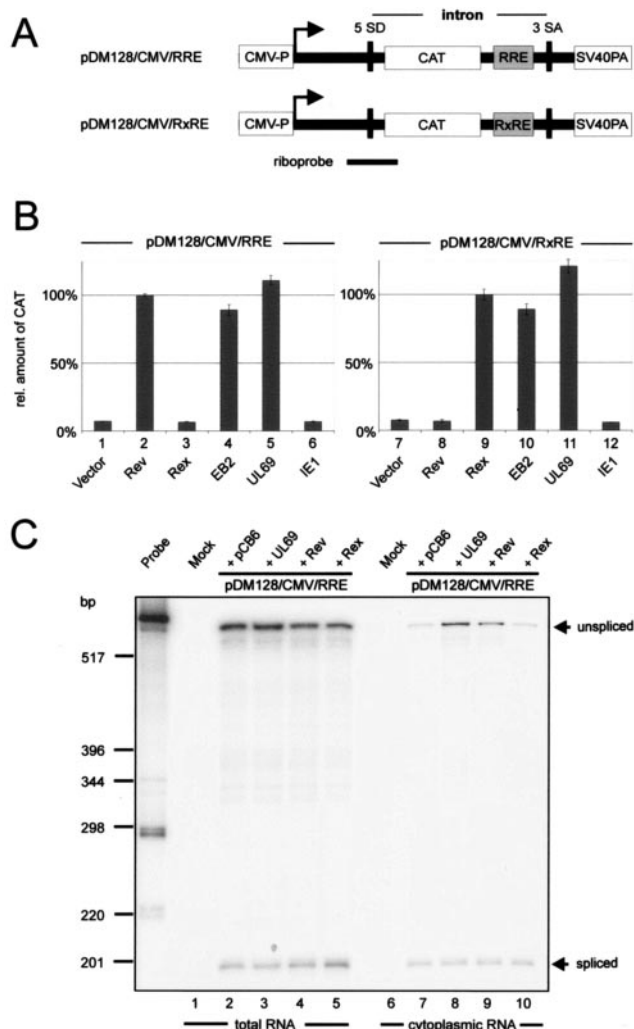 A
intron
5 SD
3 SA
pDM128/CMV/RRE
CMV-P
CAT
RRE
SV40PA
pDM128/CMV/RxRE
CMV-P
CAT
RxRE
SV40PA
riboprobe
B
pDM128/CMV/RRE
pDM128/CMV/RxRE
rel. amount of CAT
100%
50%
0%
100%
50%
0%
1 2 3 4 5 6
Vector Rev Rex EB2 UL69 IE1
7 8 9 10 11 12
Vector Rev Rex EB2 UL69 IE1
C
Probe
Mock
+ pCB6
+ UL69
+ Rev
+ Rex
Mock
+ pCB6
+ UL69
+ Rev
+ Rex
pDM128/CMV/RRE
pDM128/CMV/RRE
bp
517
396
344
298
220
201
unspliced
spliced
1 2 3 4 5 6 7 8 9 10
total RNA
cytoplasmic RNA